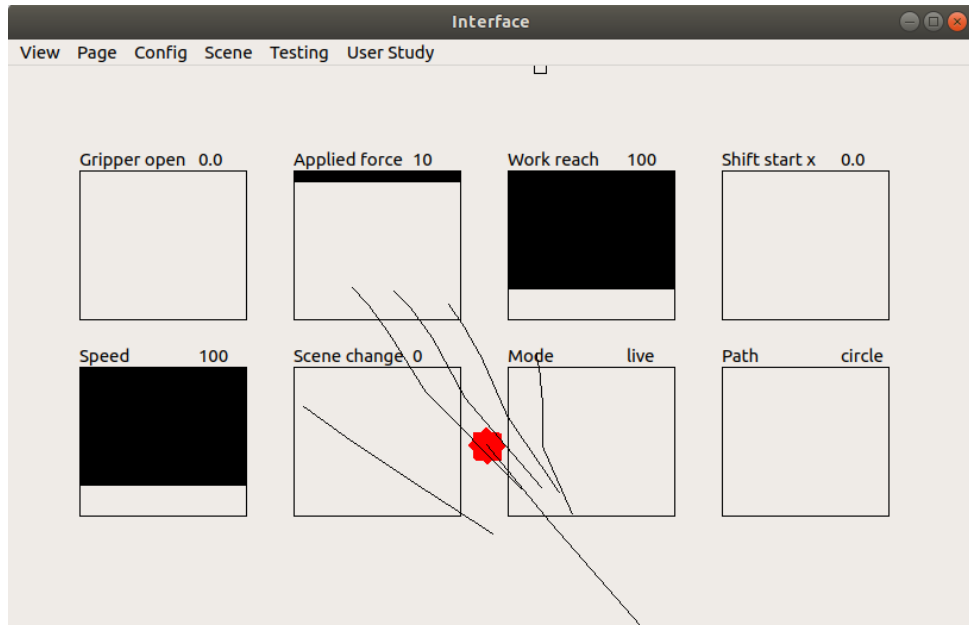 Interface
View Page Config Scene Testing User Study
Gripper open 0.0 Applied force 10 Work reach 100 Shift start x 0.0
Speed 100 Scene change 0 Mode live Path circle